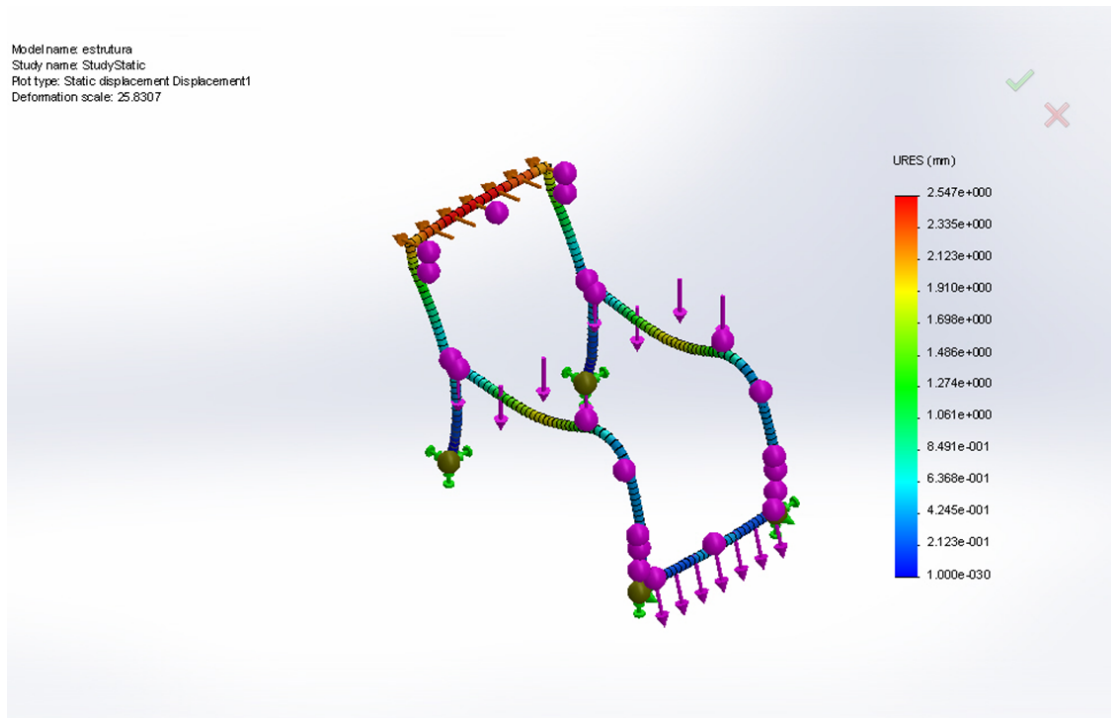 Model name: estrutura
Study name: StudyStatic
Plot type: Static displacement Displacement1
Deformation scale: 25.8307
URES (mm)
2.547e+000
2.335e+000
2.123e+000
1.910e+000
1.698e+000
1.486e+000
1.274e+000
1.061e+000
8.491e-001
6.368e-001
4.245e-001
2.123e-001
1.000e-030